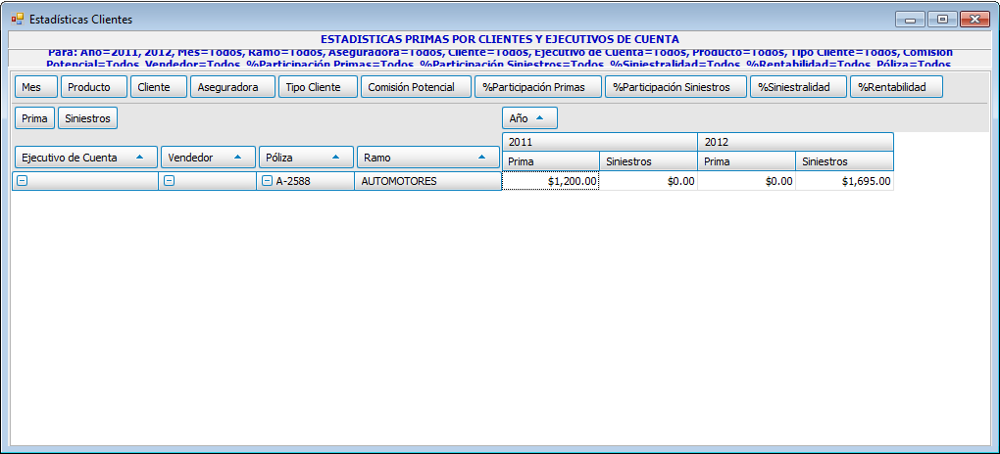 Estadísticas Clientes
ESTADISTICAS PRIMAS POR CLIENTES Y EJECUTIVOS DE CUENTA
Para: Año=2011, 2012, Mes=Todos, Ramo=Todos, Aseguradora=Todos, Cliente=Todos, Ejecutivo de Cuenta=Todos, Producto=Todos, Tipo Cliente=Todos, Comisión
Potencial=Todos, Vendedor=Todos, %Participación Primas=Todos, %Participación Siniestros=Todos, %Siniestralidad=Todos, %Rentabilidad=Todos, Póliza=Todos
Mes Producto Cliente Aseguradora Tipo Cliente Comisión Potencial %Participación Primas %Participación Siniestros %Siniestralidad %Rentabilidad
Prima Siniestros Año
2011 2012
Ejecutivo de Cuenta Vendedor Póliza Ramo Prima Siniestros Prima Siniestros
A-2588 AUTOMOTORES $1,200.00 $0.00 $0.00 $1,695.00